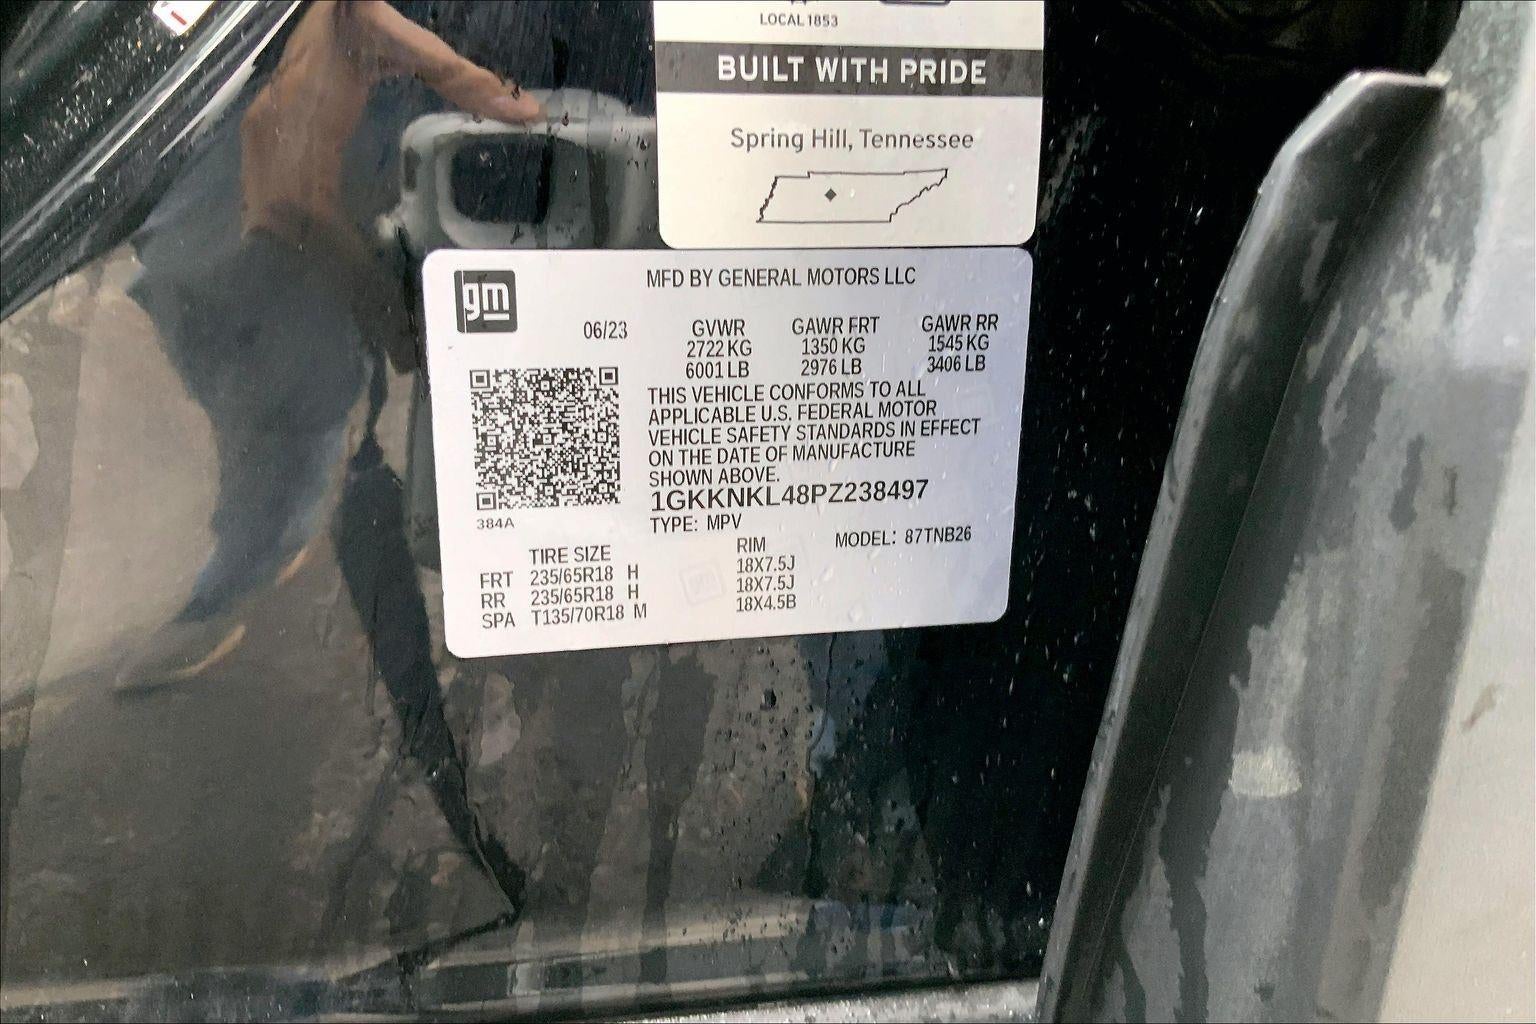 LOCAL 1853
BUILT WITH PRIDE
Spring Hill, Tennessee
gm
MFD BY GENERAL MOTORS LLC
06/23 GVWR GAWR FRT GAWR RR
2722 KG 1350 KG 1545 KG
6001 LB 2976 LB 3406 LB
THIS VEHICLE CONFORMS TO ALL
APPLICABLE U.S. FEDERAL MOTOR
VEHICLE SAFETY STANDARDS IN EFFECT
ON THE DATE OF MANUFACTURE
SHOWN ABOVE.
1GKKNKL48PZ238497
384A
TYPE: MPV MODEL: 87TNB26
TIRE SIZE RIM
FRT 235/65R18 H 18X7.5J
RR 235/65R18 H 18X7.5J
SPA T135/70R18 M 18X4.5B
gm